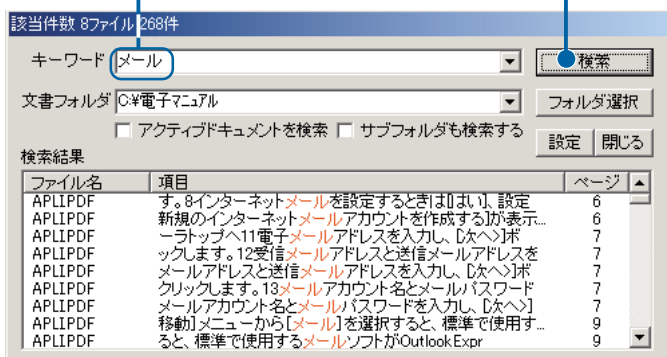 該当件数 8ファイル 268件
キーワード メール 検索
文書フォルダ C:¥電子マニュアル フォルダ選択
アクティブドキュメントを検索 サブフォルダも検索する 設定 閉じる
検索結果
ファイル名 項目 ページ
APLIPDF す。8インターネットメールを設定するときは[はい]、設定 6
APLIPDF 新規のインターネットメールアカウントを作成する]が表示... 6
APLIPDF ーラトップへ11電子メールアドレスを入力し、[次へ>]ボ 7
APLIPDF ックします。12受信メールアドレスと送信メールアドレスを 7
APLIPDF メールアドレスと送信メールアドレスを入力し、[次へ>]ボ 7
APLIPDF クリックします。13メールアカウント名とメールパスワード 7
APLIPDF メールアカウント名とメールパスワードを入力し、[次へ>] 7
APLIPDF 移動]メニューから[メール]を選択すると、標準で使用す... 9
APLIPDF ると、標準で使用するメールソフトがOutlookExpr 9